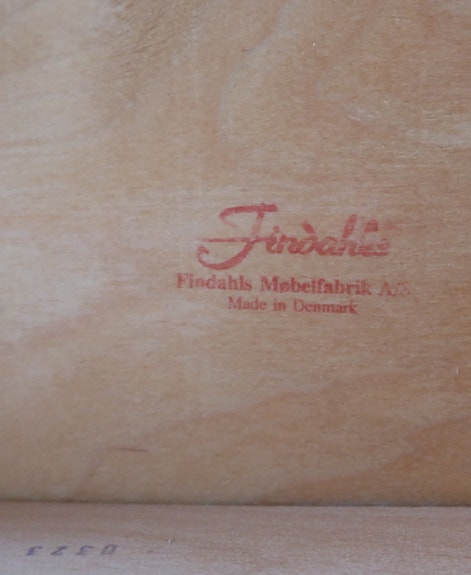 Findahls
Findahls Møbelfabrik A/S
Made in Denmark